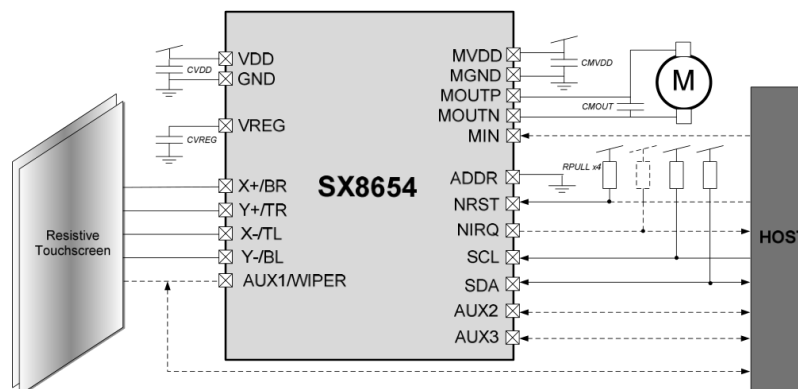 VDD
GND
CVDD
VREG
CVREG
X+/BR
Y+/TR
X-/TL
Y-/BL
AUX1/WIPER
Resistive
Touchscreen
SX8654
MVDD
MGND
MOUTP
MOUTN
MIN
ADDR
NRST
NIRQ
SCL
SDA
AUX2
AUX3
CMVDD
CMOUT
M
RPULL x4
HOST